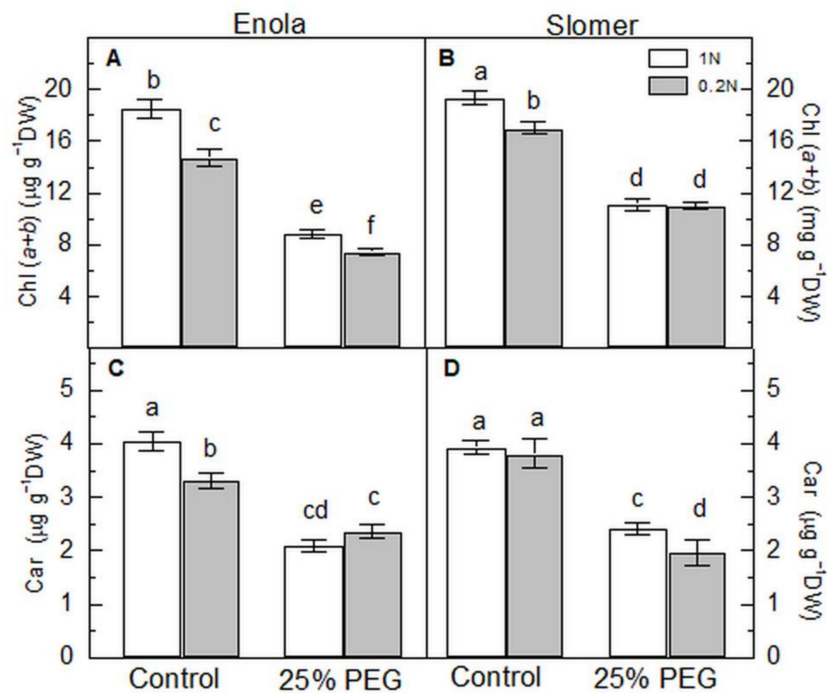 Enola
Slomer
A
B
1N
0.2N
20
16
12
8
4
Chl (a+b) (µg g⁻¹DW)
b
c
e
f
a
b
d
d
20
16
12
8
4
Chl (a+b) (mg g⁻¹DW)
C
D
5
4
3
2
1
0
Car (µg g⁻¹DW)
a
b
cd
c
a
a
c
d
5
4
3
2
1
0
Car (µg g⁻¹DW)
Control
25% PEG
Control
25% PEG